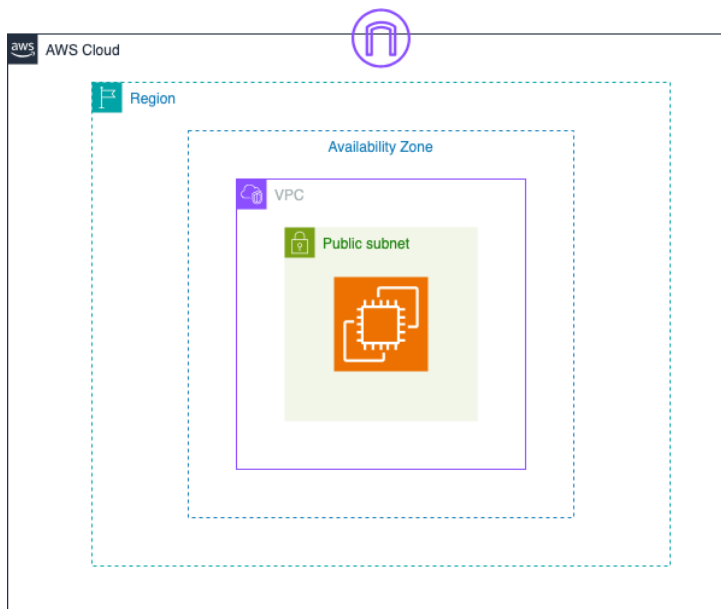 aws
AWS Cloud
Region
Availability Zone
VPC
Public subnet